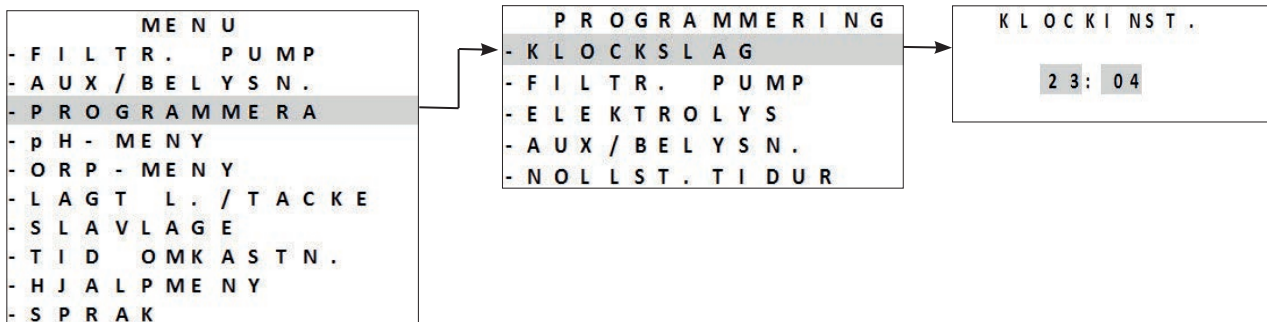 MENU
-FILTR. PUMP
-AUX/BELYSN.
-PROGRAMMERA
-pH-MENY
-ORP-MENY
-LAGT L./TACKE
-SLAVLAGE
-TID OMKASTN.
-HJALPMENY
-SPRAK
PROGRAMMERING
-KLOCKSLAG
-FILTR. PUMP
-ELEKTROLYS
-AUX/BELYSN.
-NOLLST.TIDUR
KLOCKINST.
23:04